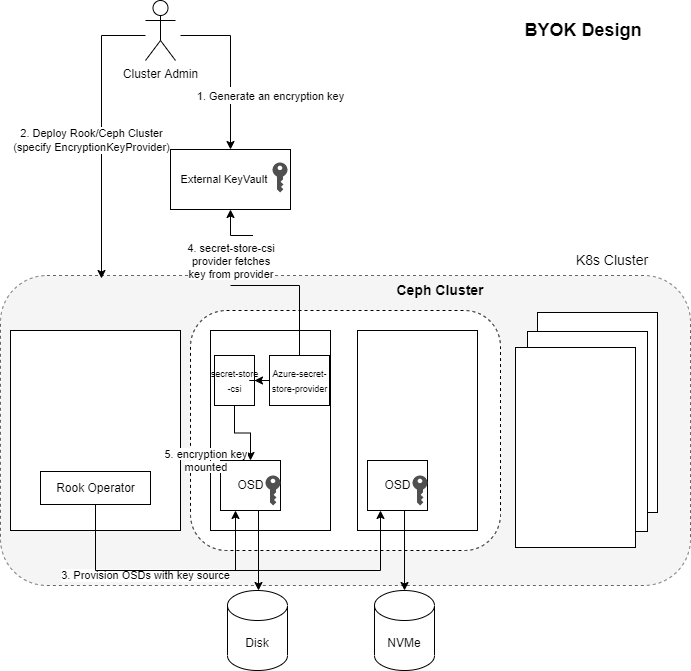 BYOK Design
Cluster Admin
1. Generate an encryption key
2. Deploy Rook/Ceph Cluster
(specify EncryptionKeyProvider)
External KeyVault
4. secret-store-csi
provider fetches
key from provider
K8s Cluster
Ceph Cluster
secret-store
-csi
Azure-secret-
store-provider
5. encryption key
mounted
Rook Operator
OSD
OSD
3. Provision OSDs with key source
Disk
NVMe